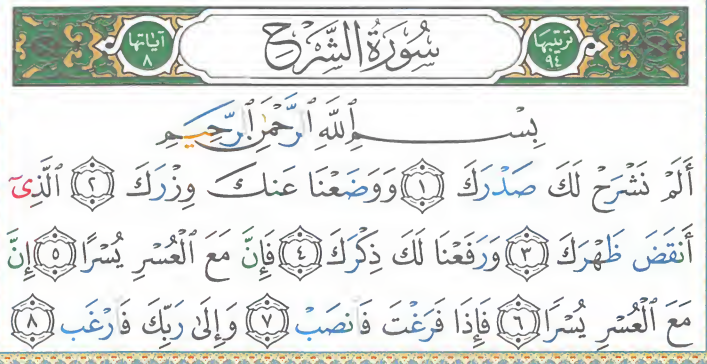 ترتيبها ٩٤ سُورَةُ الشَّرْحِ آياتها ٨
بِسْمِ ٱللَّهِ ٱلرَّحْمَٰنِ ٱلرَّحِيمِ
أَلَمْ نَشْرَحْ لَكَ صَدْرَكَ ۝١ وَوَضَعْنَا عَنكَ وِزْرَكَ ۝٢ ٱلَّذِىٓ
أَنقَضَ ظَهْرَكَ ۝٣ وَرَفَعْنَا لَكَ ذِكْرَكَ ۝٤ فَإِنَّ مَعَ ٱلْعُسْرِ يُسْرًا ۝٥ إِنَّ
مَعَ ٱلْعُسْرِ يُسْرًا ۝٦ فَإِذَا فَرَغْتَ فَٱنصَبْ ۝٧ وَإِلَىٰ رَبِّكَ فَٱرْغَب ۝٨